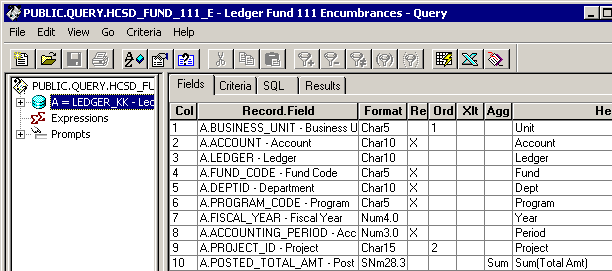 PUBLIC.QUERY.HCSD_FUND_111_E - Ledger Fund 111 Encumbrances - Query
File Edit View Go Criteria Help
PUBLIC.QUERY.HCSD_FUND_11
A = LEDGER_KK - Led
Expressions
Prompts
Fields Criteria SQL Results
Col Record.Field Format Re Ord Xlt Agg He
1 A.BUSINESS_UNIT - Business U Char5 1 Unit
2 A.ACCOUNT - Account Char10 X Account
3 A.LEDGER - Ledger Char10 Ledger
4 A.FUND_CODE - Fund Code Char5 X Fund
5 A.DEPTID - Department Char10 X Dept
6 A.PROGRAM_CODE - Program Char5 X Program
7 A.FISCAL_YEAR - Fiscal Year Num4.0 Year
8 A.ACCOUNTING_PERIOD - Acc Num3.0 X Period
9 A.PROJECT_ID - Project Char15 2 Project
10 A.POSTED_TOTAL_AMT - Post SNm28.3 Sum Sum(Total Amt)